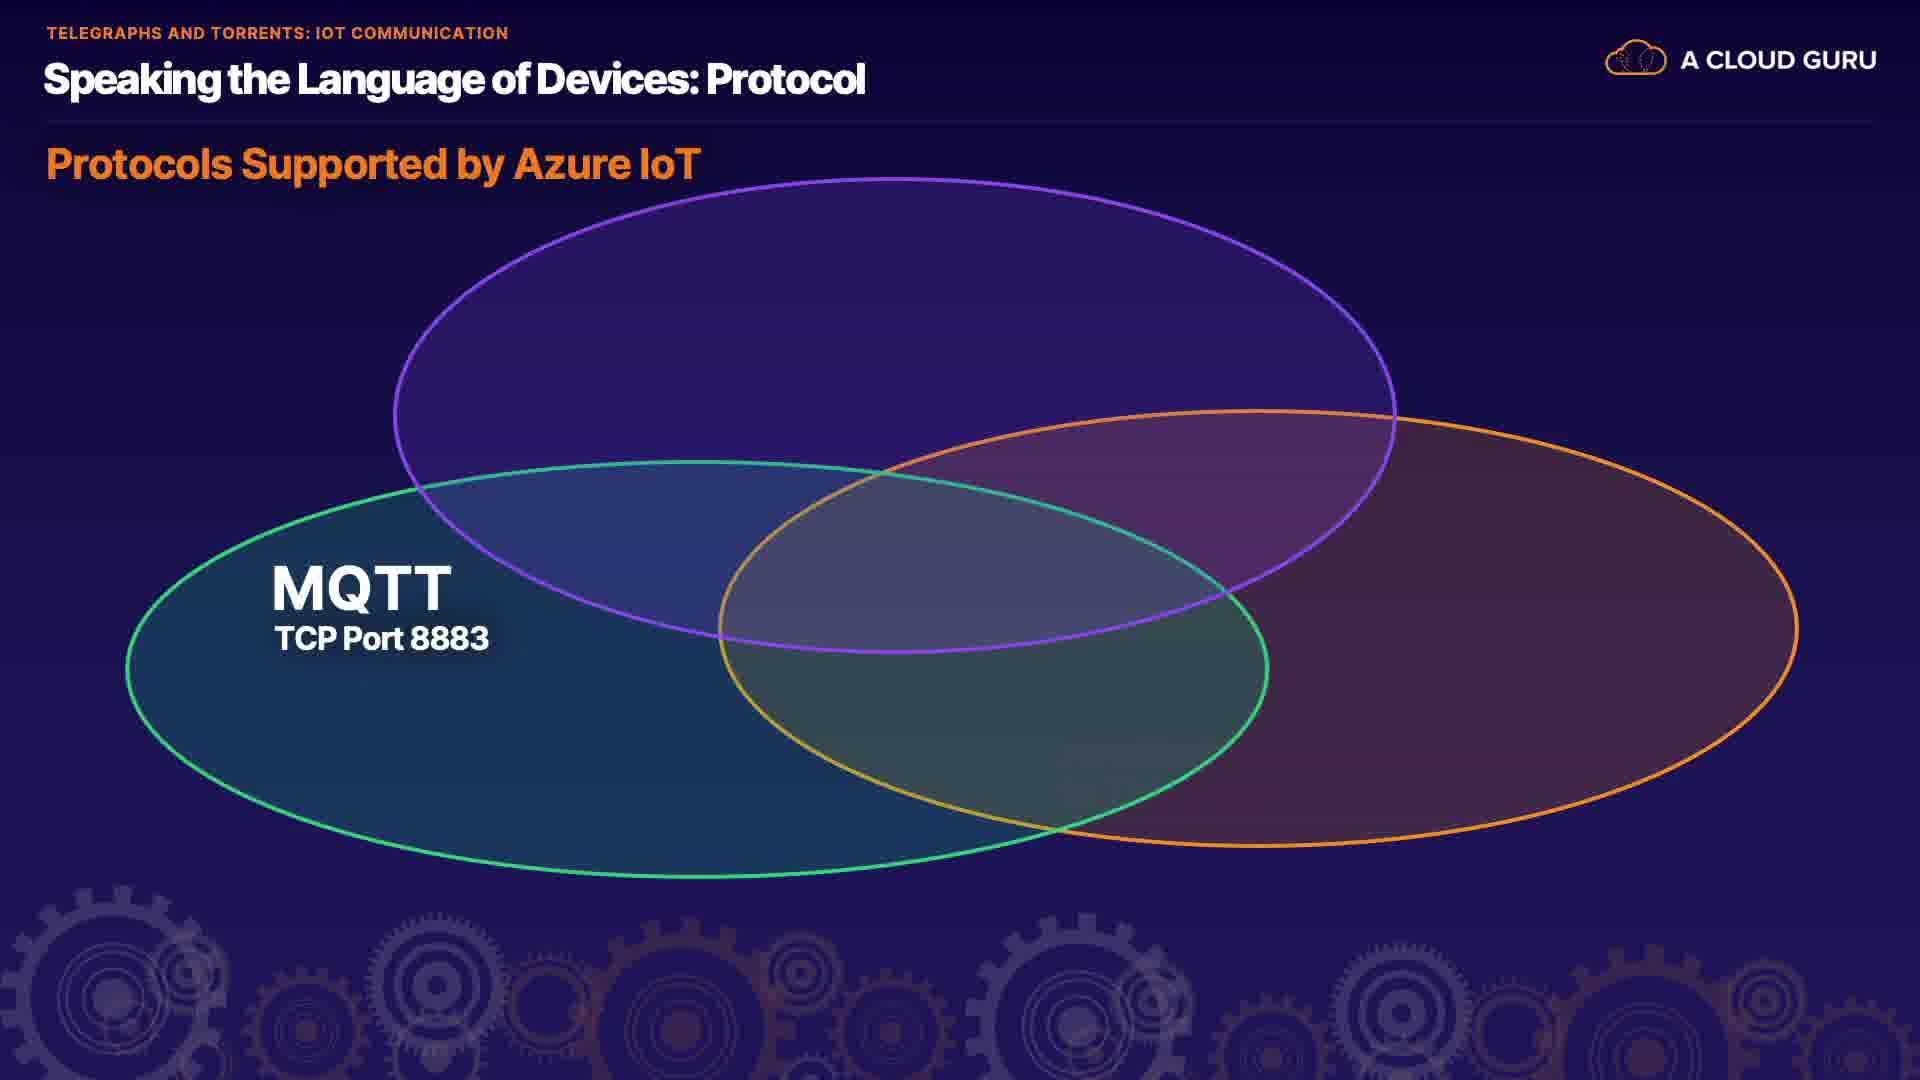 TELEGRAPHS AND TORRENTS: IOT COMMUNICATION
Speaking the Language of Devices: Protocol
A CLOUD GURU
Protocols Supported by Azure IoT
MQTT
TCP Port 8883